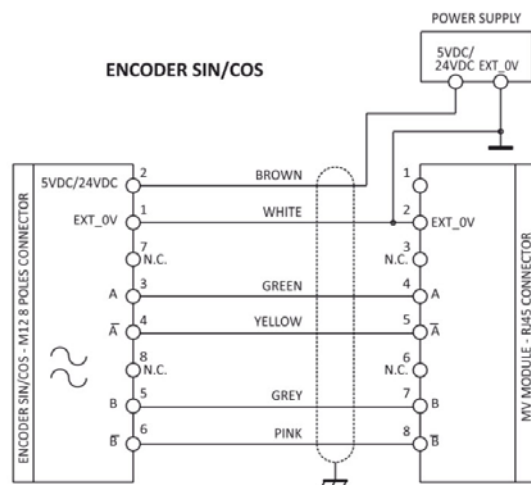 POWER SUPPLY
5VDC/
24VDC EXT_0V
ENCODER SIN/COS
ENCODER SIN/COS - M12 8 POLES CONNECTOR
MV MODULE - RJ45 CONNECTOR
5VDC/24VDC 2 BROWN 1
EXT_0V 1 WHITE 2 EXT_0V
7 N.C. 3 N.C.
A 3 GREEN 4 A
A̅ 4 YELLOW 5 A̅
8 N.C. 6 N.C.
B 5 GREY 7 B
B̅ 6 PINK 8 B̅